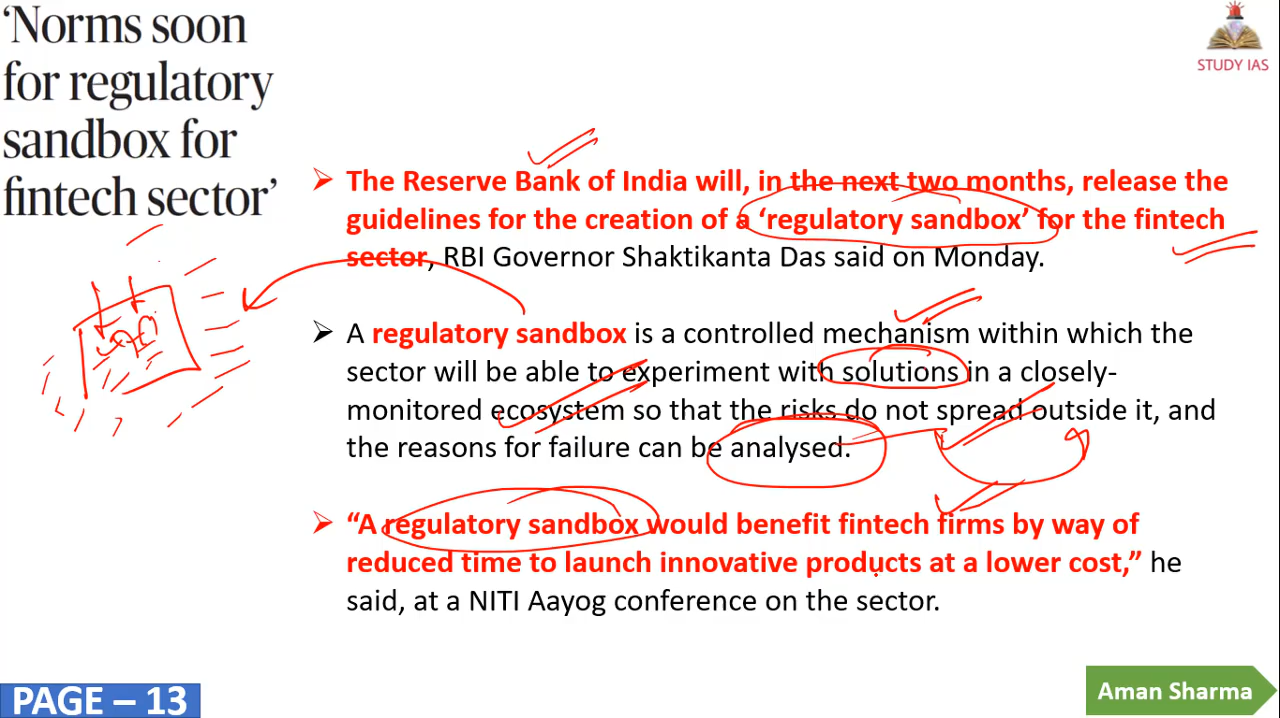 ‘Norms soon
for regulatory
sandbox for
fintech sector’
STUDY IAS
➢ The Reserve Bank of India will, in the next two months, release the
guidelines for the creation of a ‘regulatory sandbox’ for the fintech
sector, RBI Governor Shaktikanta Das said on Monday.
➢ A regulatory sandbox is a controlled mechanism within which the
sector will be able to experiment with solutions in a closely-
monitored ecosystem so that the risks do not spread outside it, and
the reasons for failure can be analysed.
➢ “A regulatory sandbox would benefit fintech firms by way of
reduced time to launch innovative products at a lower cost,” he
said, at a NITI Aayog conference on the sector.
PAGE – 13
Aman Sharma